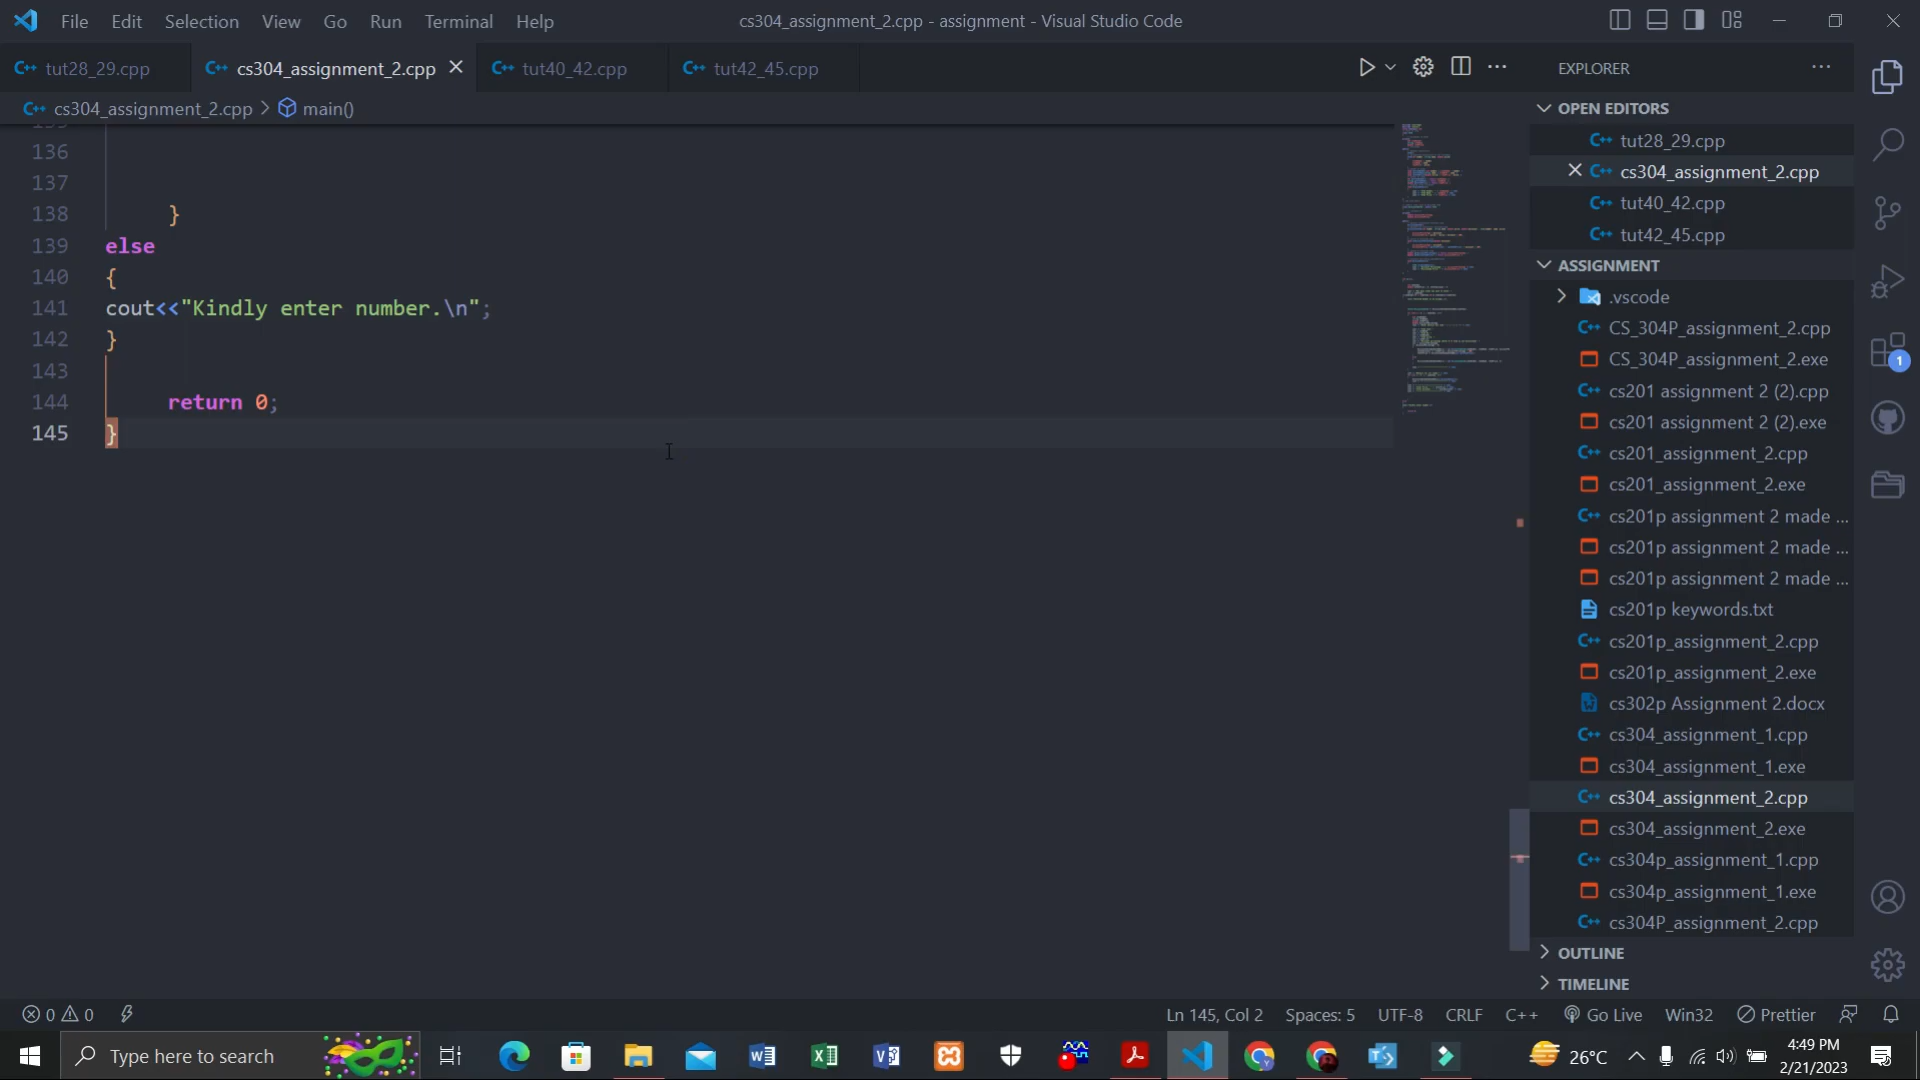 File Edit Selection View Go Run Terminal Help
cs304_assignment_2.cpp - assignment - Visual Studio Code
tut28_29.cpp
cs304_assignment_2.cpp
tut40_42.cpp
tut42_45.cpp
cs304_assignment_2.cpp > main()
136
137
138 }
139 else
140 {
141 cout<<"Kindly enter number.\n";
142 }
143
144 return 0;
145 }
EXPLORER
OPEN EDITORS
tut28_29.cpp
cs304_assignment_2.cpp
tut40_42.cpp
tut42_45.cpp
ASSIGNMENT
.vscode
CS_304P_assignment_2.cpp
CS_304P_assignment_2.exe
cs201 assignment 2 (2).cpp
cs201 assignment 2 (2).exe
cs201_assignment_2.cpp
cs201_assignment_2.exe
cs201p assignment 2 made ...
cs201p assignment 2 made ...
cs201p assignment 2 made ...
cs201p keywords.txt
cs201p_assignment_2.cpp
cs201p_assignment_2.exe
cs302p Assignment 2.docx
cs304_assignment_1.cpp
cs304_assignment_1.exe
cs304_assignment_2.cpp
cs304_assignment_2.exe
cs304p_assignment_1.cpp
cs304p_assignment_1.exe
cs304P_assignment_2.cpp
OUTLINE
TIMELINE
1
0 0
Ln 145, Col 2 Spaces: 5 UTF-8 CRLF C++ Go Live Win32 Prettier
Type here to search
26°C
4:49 PM
2/21/2023